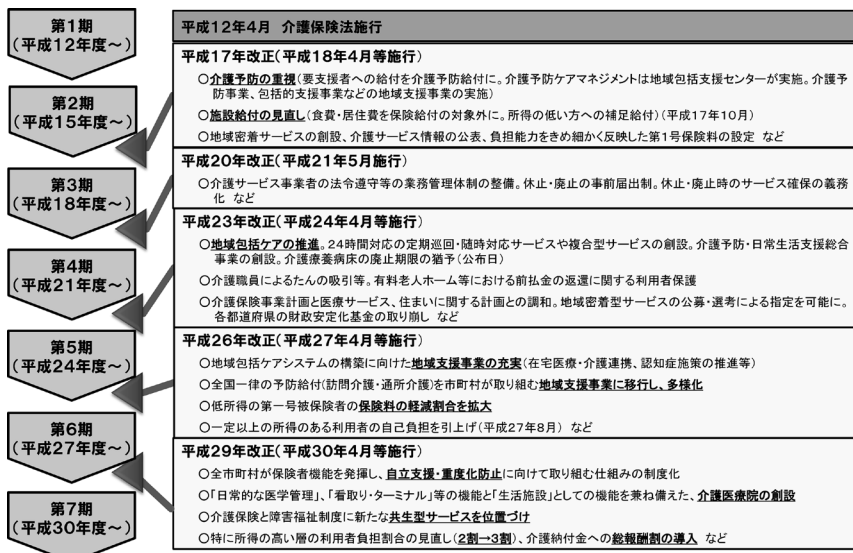 第1期
(平成12年度～)
第2期
(平成15年度～)
第3期
(平成18年度～)
第4期
(平成21年度～)
第5期
(平成24年度～)
第6期
(平成27年度～)
第7期
(平成30年度～)
平成12年4月 介護保険法施行
平成17年改正(平成18年4月等施行)
○介護予防の重視(要支援者への給付を介護予防給付に。介護予防ケアマネジメントは地域包括支援センターが実施。介護予
防事業、包括的支援事業などの地域支援事業の実施)
○施設給付の見直し(食費・居住費を保険給付の対象外に。所得の低い方への補足給付)(平成17年10月)
○地域密着サービスの創設、介護サービス情報の公表、負担能力をきめ細かく反映した第1号保険料の設定 など
平成20年改正(平成21年5月施行)
○介護サービス事業者の法令遵守等の業務管理体制の整備。休止・廃止の事前届出制。休止・廃止時のサービス確保の義務
化 など
平成23年改正(平成24年4月等施行)
○地域包括ケアの推進。24時間対応の定期巡回・随時対応サービスや複合型サービスの創設。介護予防・日常生活支援総合
事業の創設。介護療養病床の廃止期限の猶予(公布日)
○介護職員によるたんの吸引等。有料老人ホーム等における前払金の返還に関する利用者保護
○介護保険事業計画と医療サービス、住まいに関する計画との調和。地域密着型サービスの公募・選考による指定を可能に。
各都道府県の財政安定化基金の取り崩し など
平成26年改正(平成27年4月等施行)
○地域包括ケアシステムの構築に向けた地域支援事業の充実(在宅医療・介護連携、認知症施策の推進等)
○全国一律の予防給付(訪問介護・通所介護)を市町村が取り組む地域支援事業に移行し、多様化
○低所得の第一号被保険者の保険料の軽減割合を拡大
○一定以上の所得のある利用者の自己負担を引上げ(平成27年8月) など
平成29年改正(平成30年4月等施行)
○全市町村が保険者機能を発揮し、自立支援・重度化防止に向けて取り組む仕組みの制度化
○「日常的な医学管理」、「看取り・ターミナル」等の機能と「生活施設」としての機能を兼ね備えた、介護医療院の創設
○介護保険と障害福祉制度に新たな共生型サービスを位置づけ
○特に所得の高い層の利用者負担割合の見直し(2割→3割)、介護納付金への総報酬割の導入 など